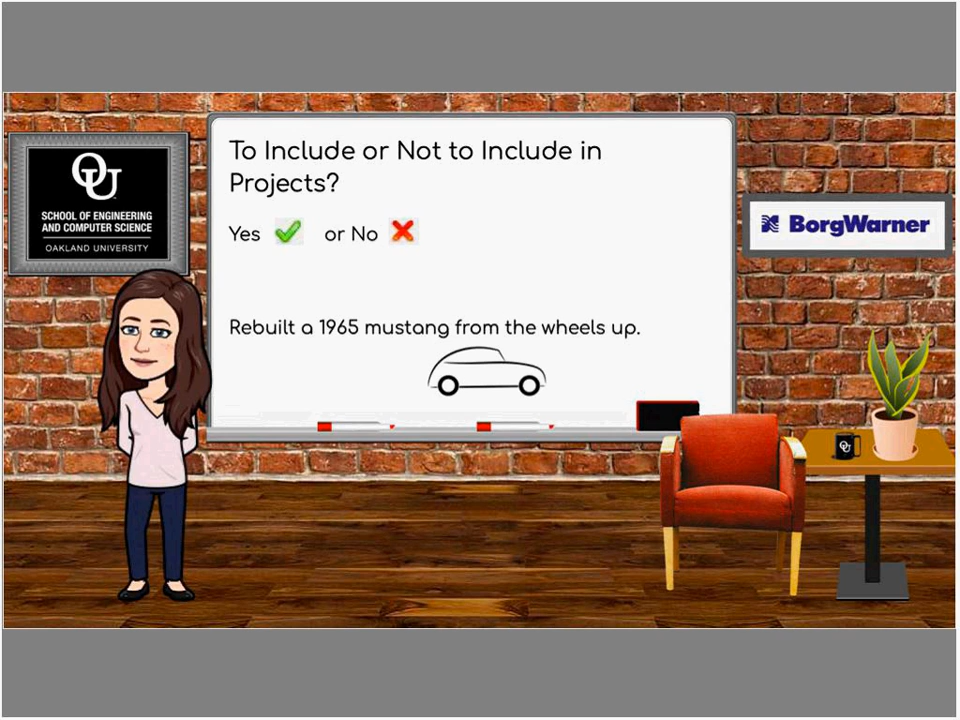 To Include or Not to Include in
Projects?
Yes or No
Rebuilt a 1965 mustang from the wheels up.
OU
SCHOOL OF ENGINEERING
AND COMPUTER SCIENCE
OAKLAND UNIVERSITY
BorgWarner
OU